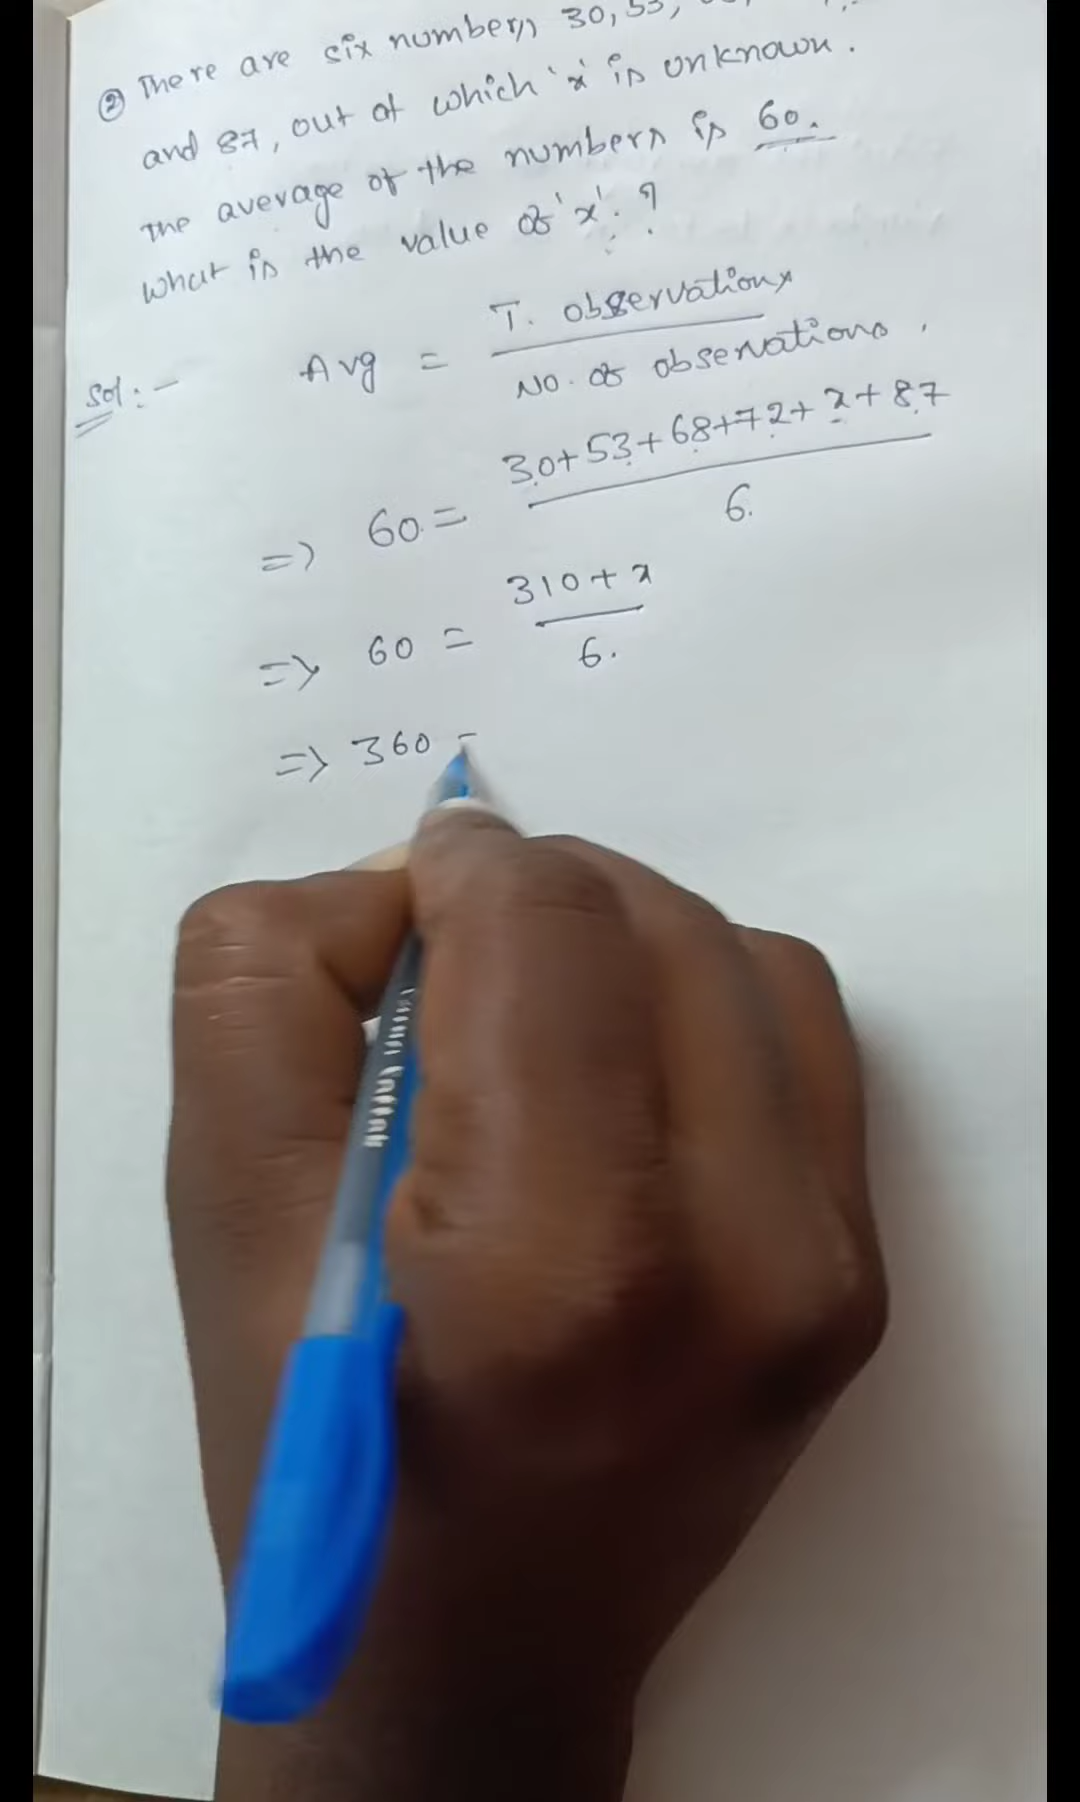 ② There are six numbers, 30, 53,
and 87, out of which 'x' is unknown.
The average of the numbers is 60.
What is the value of 'x'. ?
Sol:- Avg = T. observations / No. of observations.
=> 60 = 30+53+68+72+x+87 / 6.
=> 60 = 310+x / 6.
=> 360 =